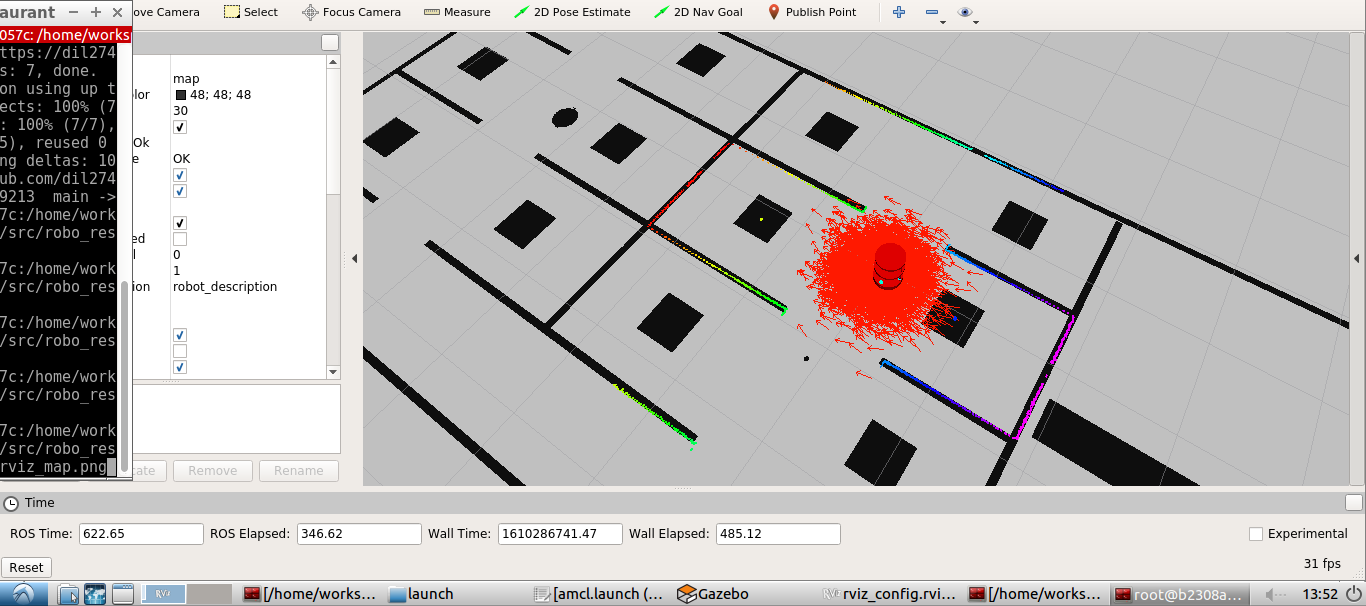 aurant
ove Camera Select Focus Camera Measure 2D Pose Estimate 2D Nav Goal Publish Point
057c: /home/works
ttps://dil274
s: 7, done.
on using up t
ects: 100% (7
: 100% (7/7),
5), reused 0
ng deltas: 10
ub.com/dil274
9213 main ->
7c:/home/work
/src/robo_res
7c:/home/work
/src/robo_res
7c:/home/work
/src/robo_res
7c:/home/work
/src/robo_res
7c:/home/work
/src/robo_res
rviz_map.png
map
lor 48; 48; 48
30
Ok
e OK
ed
l 0
1
ion robot_description
cate Remove Rename
Time
ROS Time: 622.65 ROS Elapsed: 346.62 Wall Time: 1610286741.47 Wall Elapsed: 485.12 Experimental
Reset 31 fps
RViz [/home/works... launch [amcl.launch (... Gazebo RViz rviz_config.rvi... [/home/works... root@b2308a... 13:52